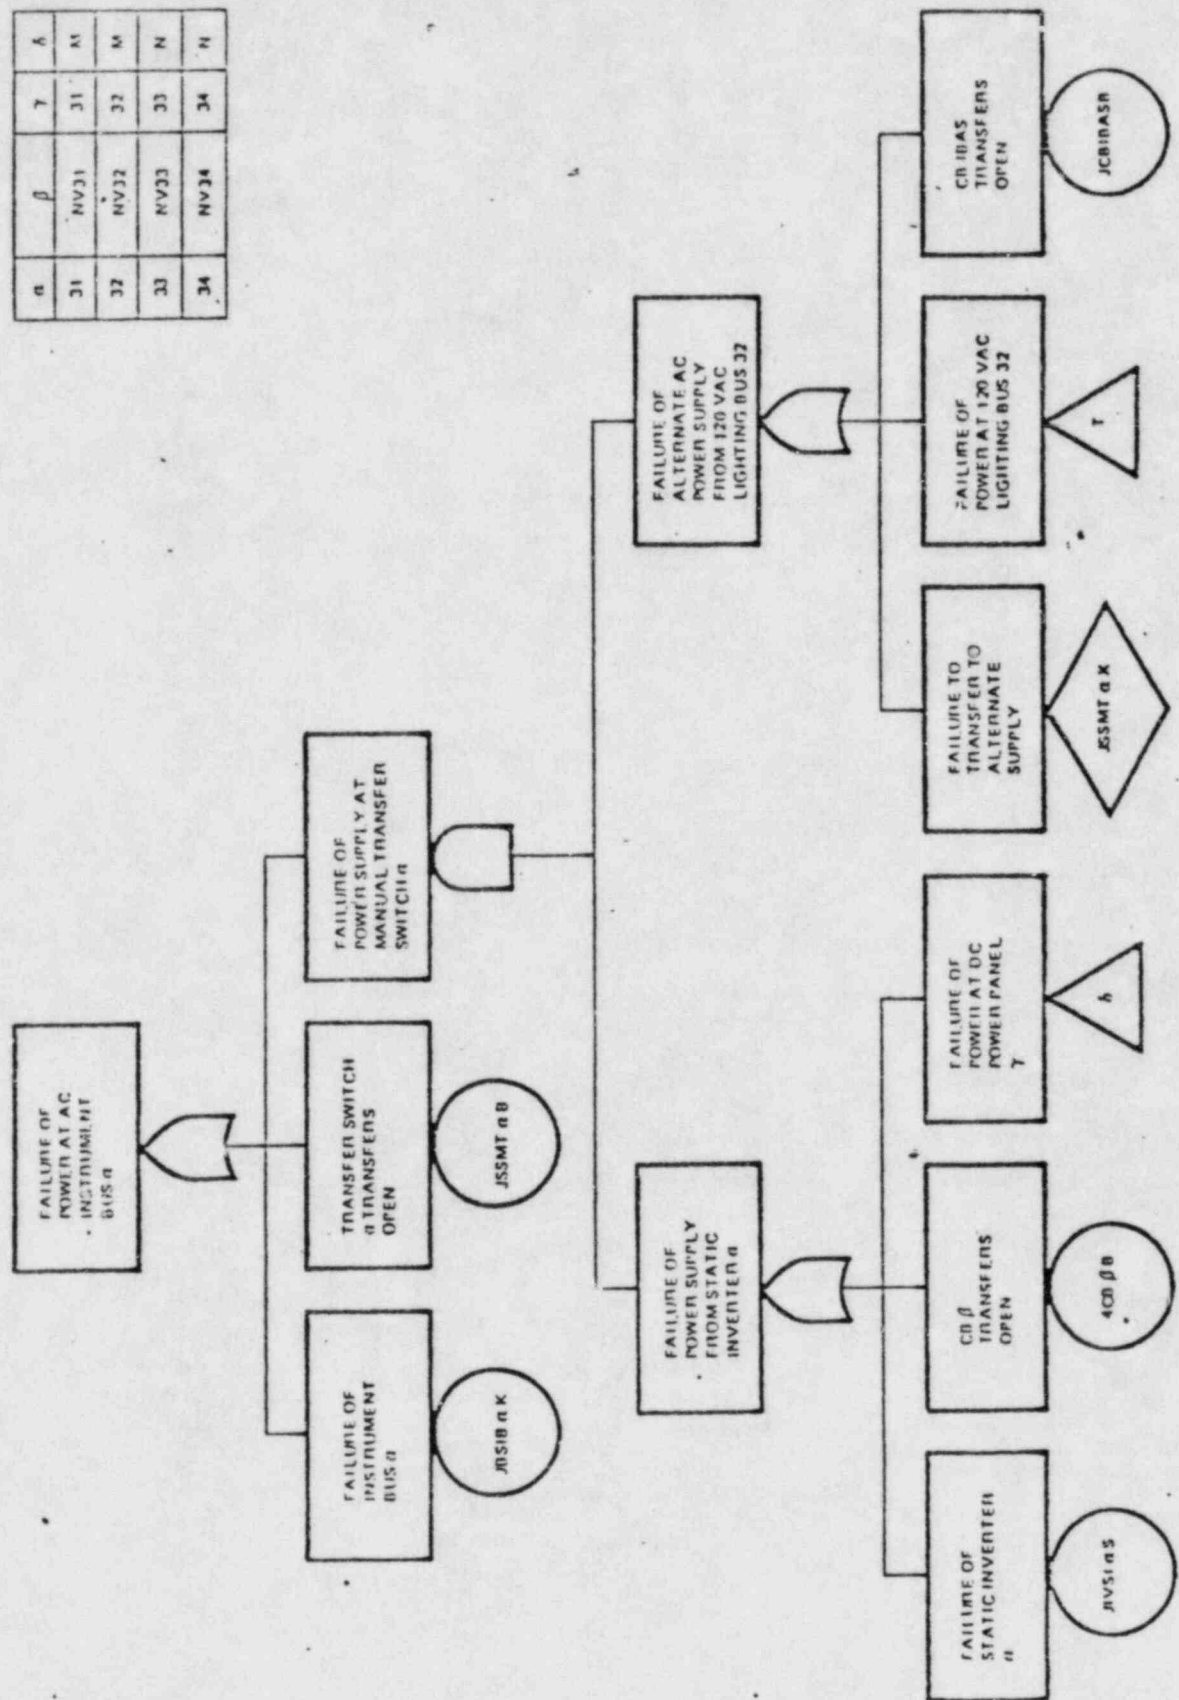 α β γ δ
31 NV31 31 M
32 NV32 32 M
33 NV33 33 N
34 NV34 34 N
FAILURE OF
POWER AT AC
INSTRUMENT
BUS α
FAILURE OF
INSTRUMENT
BUS α
JBSIB α K
TRANSFER SWITCH
α TRANSFERS
OPEN
JSSMT α B
FAILURE OF
POWER SUPPLY AT
MANUAL TRANSFER
SWITCH α
FAILURE OF
POWER SUPPLY
FROM STATIC
INVERTER α
FAILURE OF
ALTERNATE AC
POWER SUPPLY
FROM 120 VAC
LIGHTING BUS 32
FAILURE OF
STATIC INVERTER
α
JIVSI α S
CB β
TRANSFERS
OPEN
4CB β B
FAILURE OF
POWER AT DC
POWER PANEL
γ
δ
FAILURE TO
TRANSFER TO
ALTERNATE
SUPPLY
JSSMT α X
FAILURE OF
POWER AT 120 VAC
LIGHTING BUS 32
T
CB IBAS
TRANSFERS
OPEN